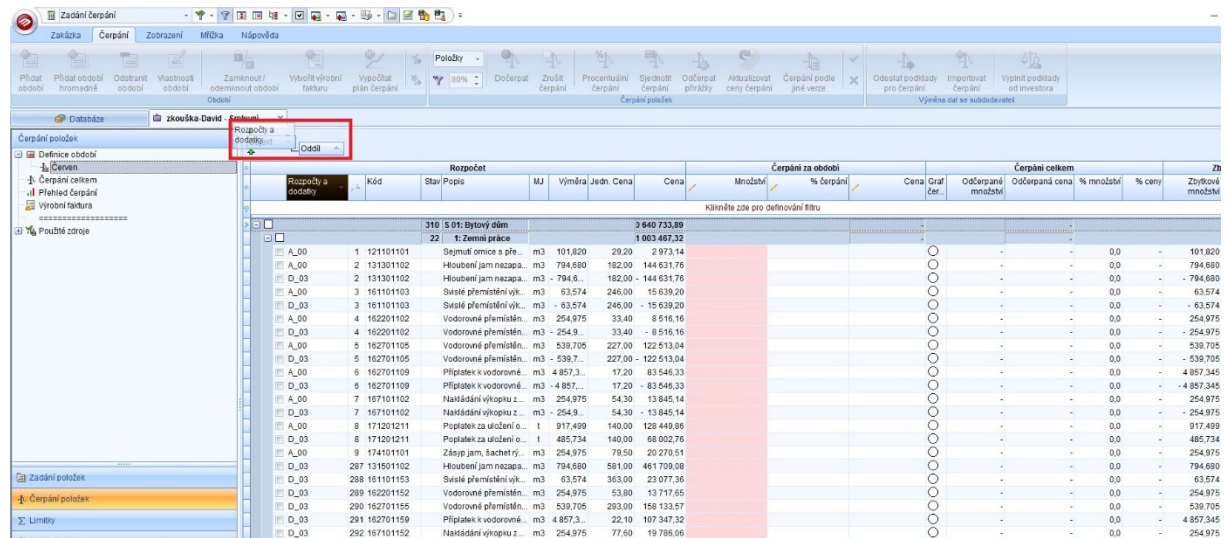 Zadání čerpání
Zakázka Čerpání Zobrazení Mřížka Nápověda
Přidat období
Přidat období hromadně
Odstranit období
Vlastnosti období
Zamknout / odemknout období
Vytvořit výrobní fakturu
Vypočítat plán čerpání
Položky
80%
Dočerpat
Zrušit čerpání
Procentuální čerpání
Sjednotit čerpání
Odčerpat přirážky
Aktualizovat ceny čerpání
Čerpání podle jiné verze
Odeslat podklady pro čerpání
Importovat čerpání
Vyplnit podklady od investora
Období Čerpání položek Výměna dat se subdodavateli
Databáze zkouška-David -
Čerpání položek
Definice období
Červen
Čerpání celkem
Přehled čerpání
Výrobní faktura
===================
Použité zdroje
Rozpočty a dodatky
Oddíl
Rozpočet Čerpání za období Čerpání celkem
Rozpočty a dodatky Kód Stav Popis MJ Výměra Jedn. Cena Cena Množství % čerpání Cena Graf čer... Odčerpané množství Odčerpaná cena % množství % ceny Zbytkové množství
Klikněte zde pro definování filtru
310 S 01: Bytový dům 3 640 733,89 - -
22 1: Zemní práce 1 003 467,32 - -
A_00 1 121101101 Sejmutí ornice s pře... m3 101,820 29,20 2 973,14 - - 0,0 - 101,820
A_00 2 131301102 Hloubení jam nezapa... m3 794,680 182,00 144 631,76 - - 0,0 - 794,680
D_03 2 131301102 Hloubení jam nezapa... m3 - 794,6... 182,00 - 144 631,76 - - 0,0 - - 794,680
A_00 3 161101103 Svislé přemístění výk... m3 63,574 246,00 15 639,20 - - 0,0 - 63,574
D_03 3 161101103 Svislé přemístění výk... m3 - 63,574 246,00 - 15 639,20 - - 0,0 - - 63,574
A_00 4 162201102 Vodorovné přemístěn... m3 254,975 33,40 8 516,16 - - 0,0 - 254,975
D_03 4 162201102 Vodorovné přemístěn... m3 - 254,9... 33,40 - 8 516,16 - - 0,0 - - 254,975
A_00 5 162701105 Vodorovné přemístěn... m3 539,705 227,00 122 513,04 - - 0,0 - 539,705
D_03 5 162701105 Vodorovné přemístěn... m3 - 539,7... 227,00 - 122 513,04 - - 0,0 - - 539,705
A_00 6 162701109 Příplatek k vodorovné... m3 4 857,3... 17,20 83 546,33 - - 0,0 - 4 857,345
D_03 6 162701109 Příplatek k vodorovné... m3 - 4 857,... 17,20 - 83 546,33 - - 0,0 - - 4 857,345
A_00 7 167101102 Nakládání výkopku z ... m3 254,975 54,30 13 845,14 - - 0,0 - 254,975
D_03 7 167101102 Nakládání výkopku z ... m3 - 254,9... 54,30 - 13 845,14 - - 0,0 - - 254,975
A_00 8 171201211 Poplatek za uložení o... t 917,499 140,00 128 449,86 - - 0,0 - 917,499
D_03 8 171201211 Poplatek za uložení o... t 485,734 140,00 68 002,76 - - 0,0 - 485,734
A_00 9 174101101 Zásyp jam, šachet rý... m3 254,975 79,50 20 270,51 - - 0,0 - 254,975
D_03 287 131501102 Hloubení jam nezapa... m3 794,680 581,00 461 709,08 - - 0,0 - 794,680
D_03 288 161101153 Svislé přemístění výk... m3 63,574 363,00 23 077,36 - - 0,0 - 63,574
D_03 289 162201152 Vodorovné přemístěn... m3 254,975 53,80 13 717,65 - - 0,0 - 254,975
D_03 290 162701155 Vodorovné přemístěn... m3 539,705 293,00 158 133,57 - - 0,0 - 539,705
D_03 291 162701159 Příplatek k vodorovné... m3 4 857,3... 22,10 107 347,32 - - 0,0 - 4 857,345
D_03 292 167101152 Nakládání výkopku z ... m3 254,975 77,60 19 786,06 - - 0,0 - 254,975
Zadání položek
Čerpání položek
Σ Limitky